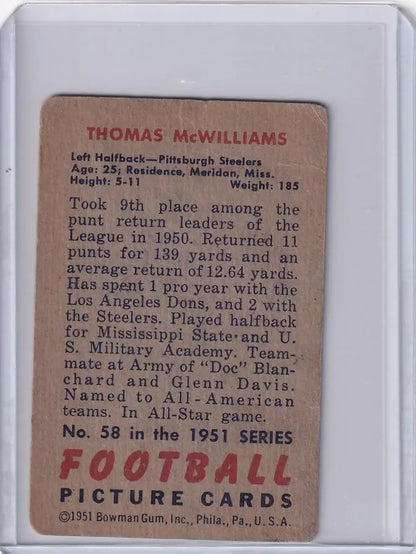 THOMAS McWILLIAMS
Left Halfback—Pittsburgh Steelers
Age: 25; Residence, Meridan, Miss.
Height: 5-11 Weight: 185
Took 9th place among the
punt return leaders of the
League in 1950. Returned 11
punts for 139 yards and an
average return of 12.64 yards.
Has spent 1 pro year with the
Los Angeles Dons, and 2 with
the Steelers. Played halfback
for Mississippi State and U.
S. Military Academy. Team-
mate at Army of "Doc" Blan-
chard and Glenn Davis.
Named to All-American
teams. In All-Star game.
No. 58 in the 1951 SERIES
FOOTBALL
PICTURE CARDS
©1951 Bowman Gum, Inc., Phila., Pa., U. S. A.